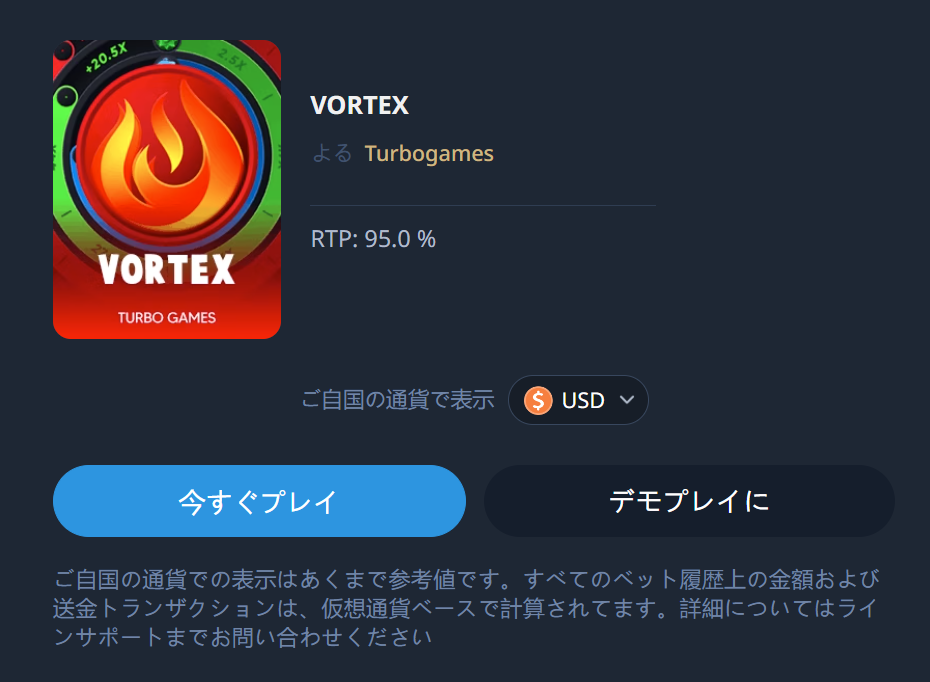 +20.5X
2.5X
VORTEX
TURBO GAMES
VORTEX
よる Turbogames
RTP: 95.0 %
ご自国の通貨で表示
USD
今すぐプレイ
デモプレイに
ご自国の通貨での表示はあくまで参考値です。すべてのベット履歴上の金額および
送金トランザクションは、仮想通貨ベースで計算されてます。詳細についてはライ
ンサポートまでお問い合わせください